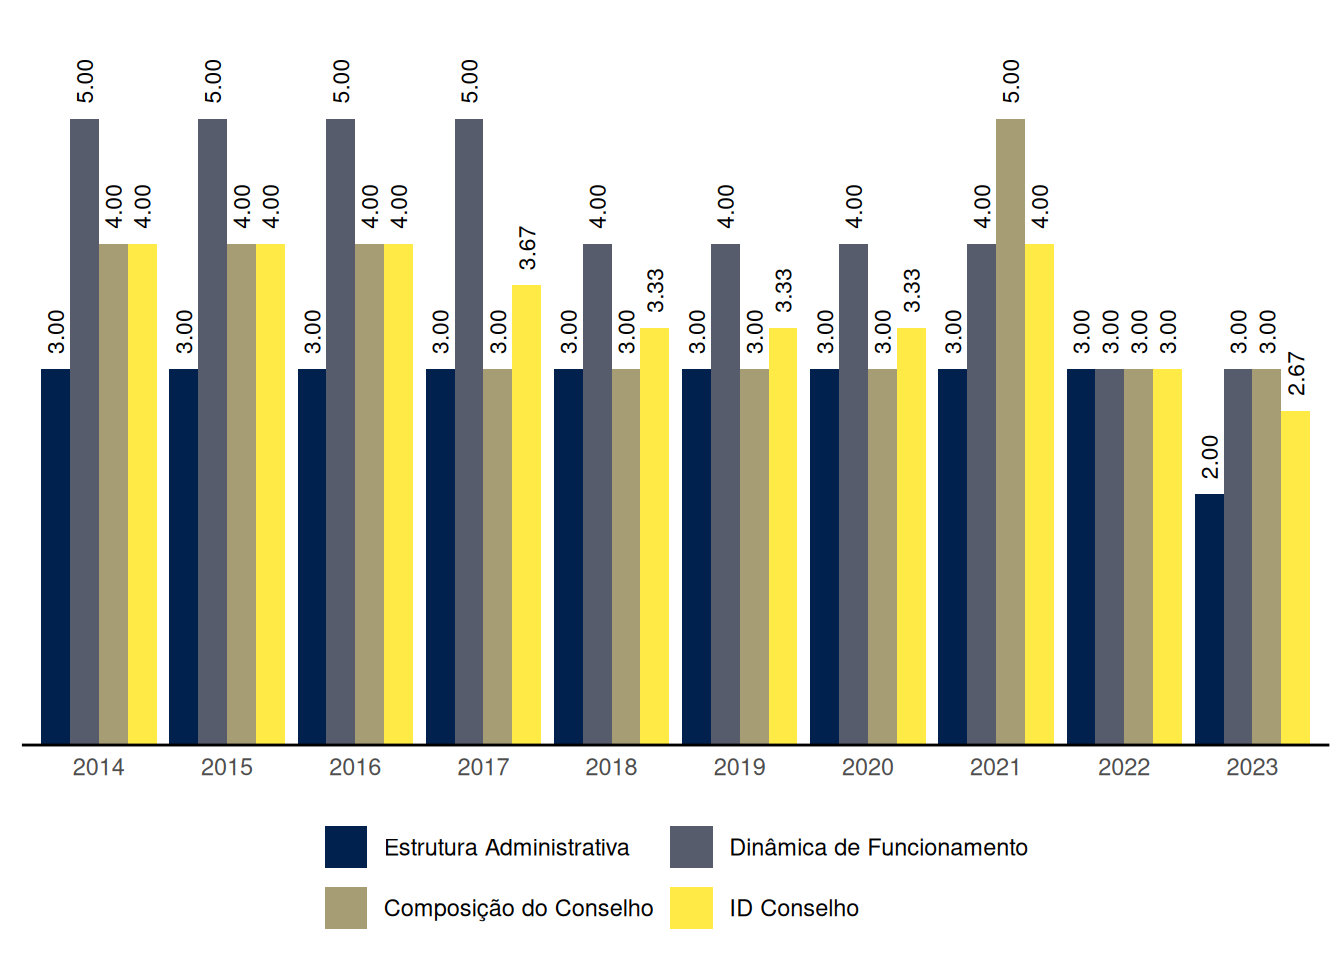 5.00 5.00 5.00 5.00 5.00
4.00 4.00 4.00 4.00 4.00 4.00 4.00 4.00 4.00 4.00 4.00
3.67
3.33 3.33 3.33
3.00 3.00 3.00 3.00 3.00 3.00 3.00 3.00 3.00 3.00 3.00 3.00 3.00 3.00 3.00 3.00 3.00 3.00
2.67
2.00
2014 2015 2016 2017 2018 2019 2020 2021 2022 2023
Estrutura Administrativa Dinâmica de Funcionamento
Composição do Conselho ID Conselho